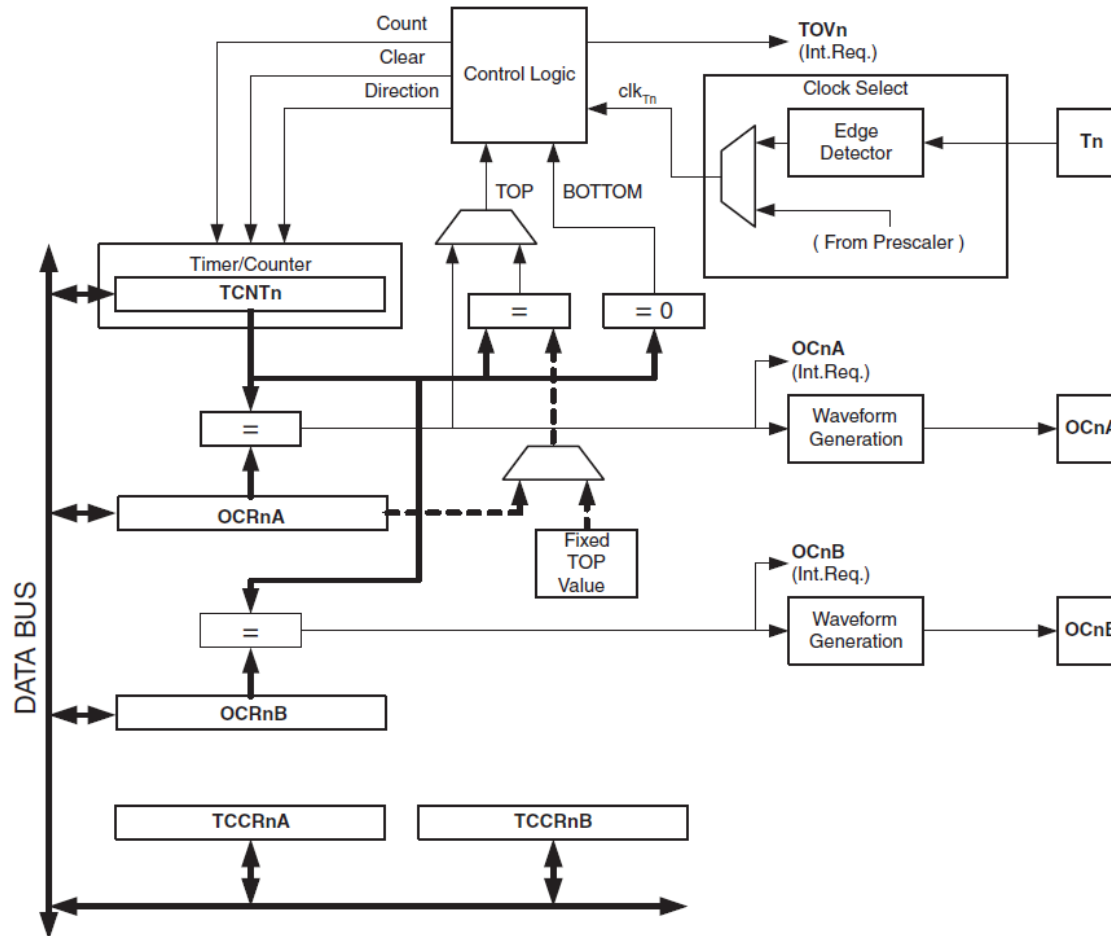 Count
Clear
Direction
Control Logic
TOVn
(Int.Req.)
clkTn
Clock Select
Edge
Detector
Tn
( From Prescaler )
TOP
BOTTOM
Timer/Counter
TCNTn
=
= 0
OCnA
(Int.Req.)
=
Waveform
Generation
OCnA
OCRnA
Fixed
TOP
Value
OCnB
(Int.Req.)
=
Waveform
Generation
OCnB
OCRnB
DATA BUS
TCCRnA
TCCRnB